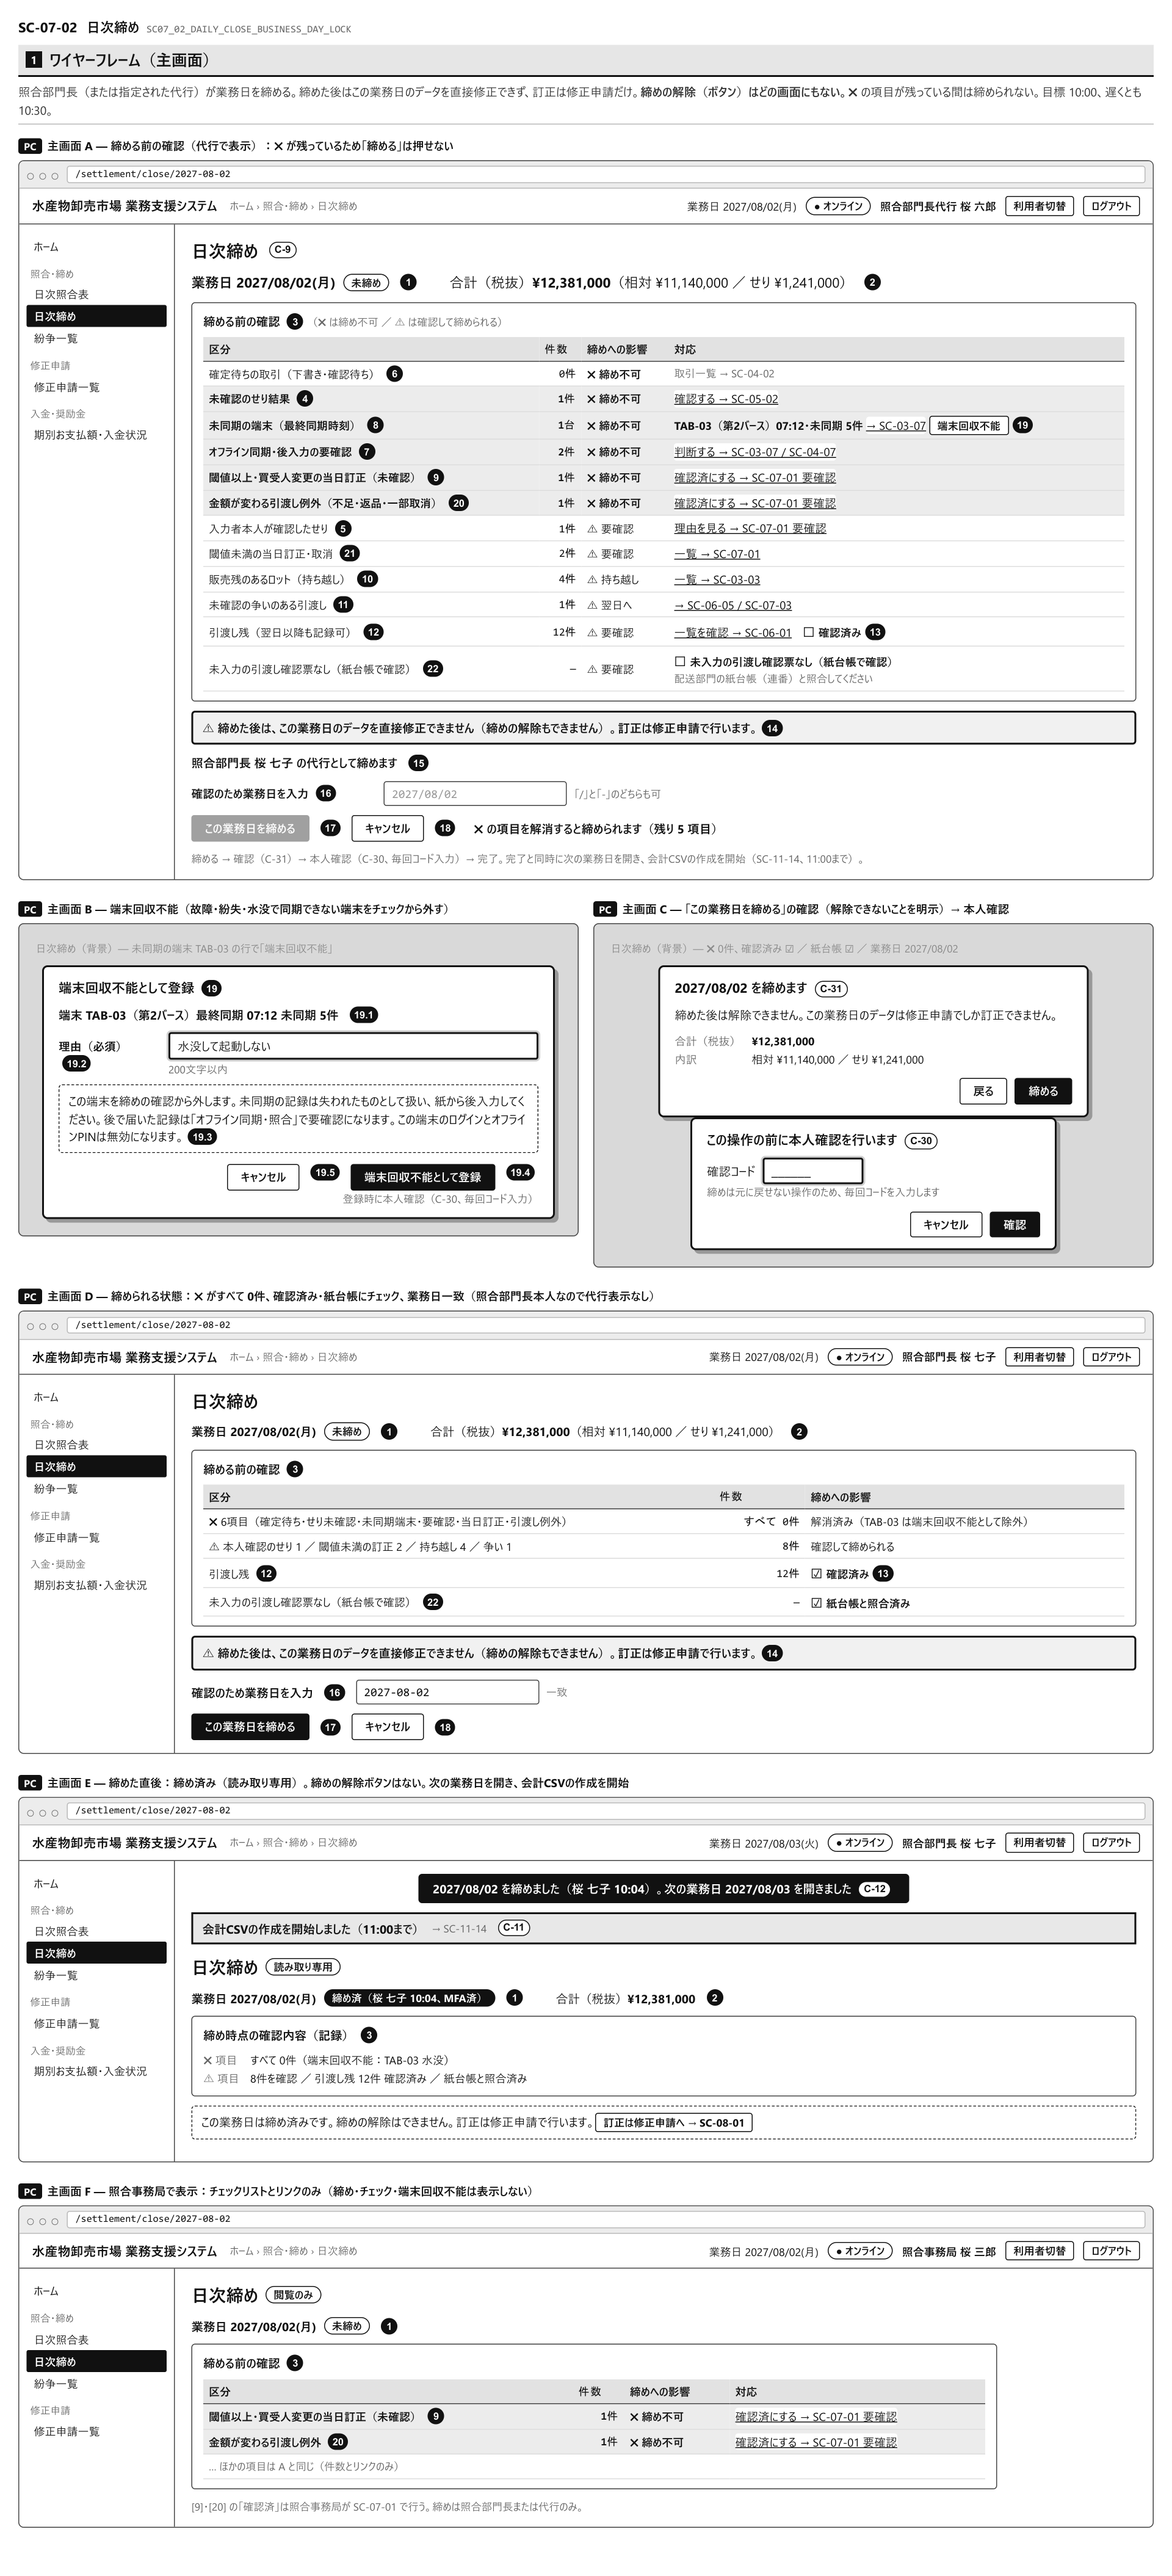 SC-07-02 日次締め SC07_02_DAILY_CLOSE_BUSINESS_DAY_LOCK
1 ワイヤーフレーム（主画面）
照合部門長（または指定された代行）が業務日を締める。締めた後はこの業務日のデータを直接修正できず、訂正は修正申請だけ。締めの解除（ボタン）はどの画面にもない。✕ の項目が残っている間は締められない。目標 10:00、遅くとも
10:30。
PC 主画面 A — 締める前の確認（代行で表示）：✕ が残っているため「締める」は押せない
/settlement/close/2027-08-02
水産物卸売市場 業務支援システム ホーム › 照合・締め › 日次締め 業務日 2027/08/02(月) ● オンライン 照合部門長代行 桜 六郎 利用者切替 ログアウト
ホーム
照合・締め
日次照合表
日次締め
紛争一覧
修正申請
修正申請一覧
入金・奨励金
期別お支払額・入金状況
日次締め C-9
業務日 2027/08/02(月) 未締め 1 合計（税抜）¥12,381,000（相対 ¥11,140,000 ／ せり ¥1,241,000） 2
締める前の確認 3 （✕ は締め不可 ／ ⚠ は確認して締められる）
区分 件数 締めへの影響 対応
確定待ちの取引（下書き・確認待ち） 6 0件 ✕ 締め不可 取引一覧 → SC-04-02
未確認のせり結果 4 1件 ✕ 締め不可 確認する → SC-05-02
未同期の端末（最終同期時刻） 8 1台 ✕ 締め不可 TAB-03（第2バース）07:12・未同期 5件 → SC-03-07 端末回収不能 19
オフライン同期・後入力の要確認 7 2件 ✕ 締め不可 判断する → SC-03-07 / SC-04-07
閾値以上・買受人変更の当日訂正（未確認） 9 1件 ✕ 締め不可 確認済にする → SC-07-01 要確認
金額が変わる引渡し例外（不足・返品・一部取消） 20 1件 ✕ 締め不可 確認済にする → SC-07-01 要確認
入力者本人が確認したせり 5 1件 ⚠ 要確認 理由を見る → SC-07-01 要確認
閾値未満の当日訂正・取消 21 2件 ⚠ 要確認 一覧 → SC-07-01
販売残のあるロット（持ち越し） 10 4件 ⚠ 持ち越し 一覧 → SC-03-03
未確認の争いのある引渡し 11 1件 ⚠ 翌日へ → SC-06-05 / SC-07-03
引渡し残（翌日以降も記録可） 12 12件 ⚠ 要確認 一覧を確認 → SC-06-01 ☐ 確認済み 13
未入力の引渡し確認票なし（紙台帳で確認） 22 — ⚠ 要確認 ☐ 未入力の引渡し確認票なし（紙台帳で確認）
配送部門の紙台帳（連番）と照合してください
⚠ 締めた後は、この業務日のデータを直接修正できません（締めの解除もできません）。訂正は修正申請で行います。 14
照合部門長 桜 七子 の代行として締めます 15
確認のため業務日を入力 16 2027/08/02 「/」と「-」のどちらも可
この業務日を締める 17 キャンセル 18 ✕ の項目を解消すると締められます（残り 5 項目）
締める → 確認（C-31）→ 本人確認（C-30、毎回コード入力）→ 完了。完了と同時に次の業務日を開き、会計CSVの作成を開始（SC-11-14、11:00まで）。
PC 主画面 B — 端末回収不能（故障・紛失・水没で同期できない端末をチェックから外す）
日次締め（背景）— 未同期の端末 TAB-03 の行で「端末回収不能」
端末回収不能として登録 19
端末 TAB-03（第2バース）最終同期 07:12 未同期 5件 19.1
理由（必須） 水没して起動しない
19.2 200文字以内
この端末を締めの確認から外します。未同期の記録は失われたものとして扱い、紙から後入力してく
ださい。後で届いた記録は「オフライン同期・照合」で要確認になります。この端末のログインとオフライ
ンPINは無効になります。 19.3
キャンセル 19.5 端末回収不能として登録 19.4
登録時に本人確認（C-30、毎回コード入力）
PC 主画面 C — 「この業務日を締める」の確認（解除できないことを明示）→ 本人確認
日次締め（背景）— ✕ 0件、確認済み ☑ ／ 紙台帳 ☑ ／ 業務日 2027/08/02
2027/08/02 を締めます C-31
締めた後は解除できません。この業務日のデータは修正申請でしか訂正できません。
合計（税抜） ¥12,381,000
内訳 相対 ¥11,140,000 ／ せり ¥1,241,000
戻る 締める
この操作の前に本人確認を行います C-30
確認コード ______
締めは元に戻せない操作のため、毎回コードを入力します
キャンセル 確認
PC 主画面 D — 締められる状態：✕ がすべて 0件、確認済み・紙台帳にチェック、業務日一致（照合部門長本人なので代行表示なし）
/settlement/close/2027-08-02
水産物卸売市場 業務支援システム ホーム › 照合・締め › 日次締め 業務日 2027/08/02(月) ● オンライン 照合部門長 桜 七子 利用者切替 ログアウト
ホーム
照合・締め
日次照合表
日次締め
紛争一覧
修正申請
修正申請一覧
入金・奨励金
期別お支払額・入金状況
日次締め
業務日 2027/08/02(月) 未締め 1 合計（税抜）¥12,381,000（相対 ¥11,140,000 ／ せり ¥1,241,000） 2
締める前の確認 3
区分 件数 締めへの影響
✕ 6項目（確定待ち・せり未確認・未同期端末・要確認・当日訂正・引渡し例外） すべて 0件 解消済み（TAB-03 は端末回収不能として除外）
⚠ 本人確認のせり 1 ／ 閾値未満の訂正 2 ／ 持ち越し 4 ／ 争い 1 8件 確認して締められる
引渡し残 12 12件 ☑ 確認済み 13
未入力の引渡し確認票なし（紙台帳で確認） 22 — ☑ 紙台帳と照合済み
⚠ 締めた後は、この業務日のデータを直接修正できません（締めの解除もできません）。訂正は修正申請で行います。 14
確認のため業務日を入力 16 2027-08-02 一致
この業務日を締める 17 キャンセル 18
PC 主画面 E — 締めた直後：締め済み（読み取り専用）。締めの解除ボタンはない。次の業務日を開き、会計CSVの作成を開始
/settlement/close/2027-08-02
水産物卸売市場 業務支援システム ホーム › 照合・締め › 日次締め 業務日 2027/08/03(火) ● オンライン 照合部門長 桜 七子 利用者切替 ログアウト
ホーム
照合・締め
日次照合表
日次締め
紛争一覧
修正申請
修正申請一覧
入金・奨励金
期別お支払額・入金状況
2027/08/02 を締めました（桜 七子 10:04）。次の業務日 2027/08/03 を開きました C-12
会計CSVの作成を開始しました（11:00まで） → SC-11-14 C-11
日次締め 読み取り専用
業務日 2027/08/02(月) 締め済（桜 七子 10:04、MFA済） 1 合計（税抜）¥12,381,000 2
締め時点の確認内容（記録） 3
✕ 項目 すべて 0件（端末回収不能：TAB-03 水没）
⚠ 項目 8件を確認 ／ 引渡し残 12件 確認済み ／ 紙台帳と照合済み
この業務日は締め済みです。締めの解除はできません。訂正は修正申請で行います。 訂正は修正申請へ → SC-08-01
PC 主画面 F — 照合事務局で表示：チェックリストとリンクのみ（締め・チェック・端末回収不能は表示しない）
/settlement/close/2027-08-02
水産物卸売市場 業務支援システム ホーム › 照合・締め › 日次締め 業務日 2027/08/02(月) ● オンライン 照合事務局 桜 三郎 利用者切替 ログアウト
ホーム
照合・締め
日次照合表
日次締め
紛争一覧
修正申請
修正申請一覧
日次締め 閲覧のみ
業務日 2027/08/02(月) 未締め 1
締める前の確認 3
区分 件数 締めへの影響 対応
閾値以上・買受人変更の当日訂正（未確認） 9 1件 ✕ 締め不可 確認済にする → SC-07-01 要確認
金額が変わる引渡し例外 20 1件 ✕ 締め不可 確認済にする → SC-07-01 要確認
… ほかの項目は A と同じ（件数とリンクのみ）
[9]・[20] の「確認済」は照合事務局が SC-07-01 で行う。締めは照合部門長または代行のみ。